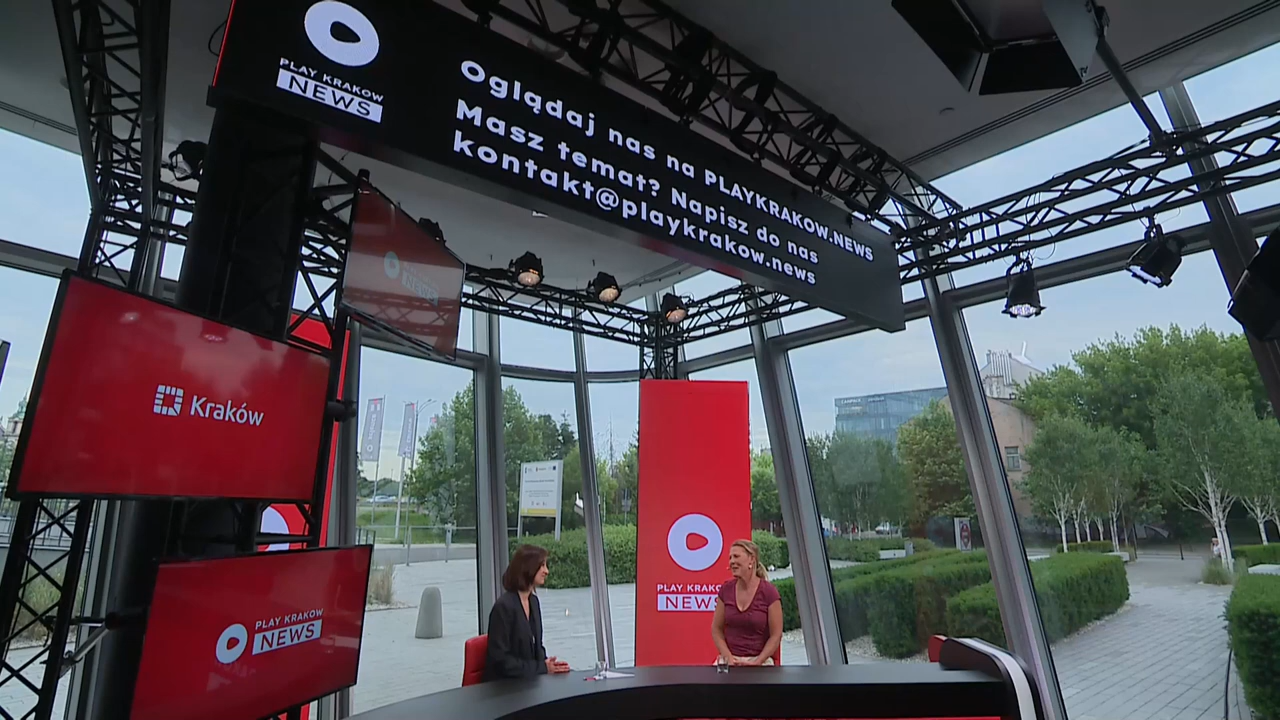 PLAY KRAKOW
NEWS
Oglądaj nas na PLAYKRAKOW.NEWS
Masz temat? Napisz do nas
kontakt@playkrakow.news
Kraków
PLAY KRAKOW
NEWS
PLAY KRAKOW
NEWS